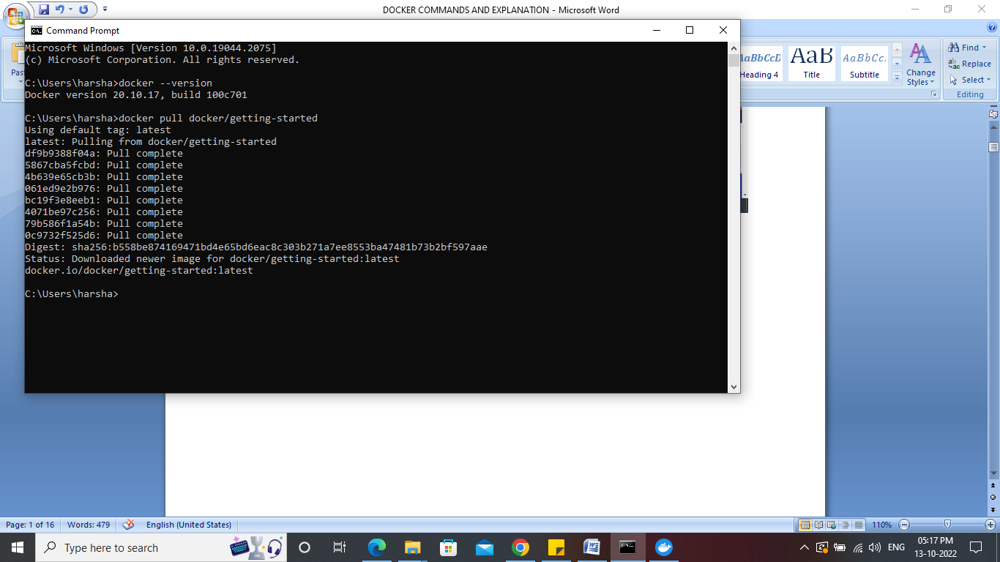 DOCKER COMMANDS AND EXPLANATION - Microsoft Word
Command Prompt
Microsoft Windows [Version 10.0.19044.2075]
(c) Microsoft Corporation. All rights reserved.
C:\Users\harsha>docker --version
Docker version 20.10.17, build 100c701
C:\Users\harsha>docker pull docker/getting-started
Using default tag: latest
latest: Pulling from docker/getting-started
df9b9388f04a: Pull complete
5867cba5fcbd: Pull complete
4b639e65cb3b: Pull complete
061ed9e2b976: Pull complete
bc19f3e8eeb1: Pull complete
4071be97c256: Pull complete
79b586f1a54b: Pull complete
0c9732f525d6: Pull complete
Digest: sha256:b558be874169471bd4e65bd6eac8c303b271a7ee8553ba47481b73b2bf597aae
Status: Downloaded newer image for docker/getting-started:latest
docker.io/docker/getting-started:latest
C:\Users\harsha>
AaBbCcD AaB AaBbCc.
Heading 4 Title Subtitle
Change
Styles
Find
Replace
Select
Editing
Page: 1 of 16 Words: 479 English (United States) 110%
Type here to search
ENG
05:17 PM
13-10-2022